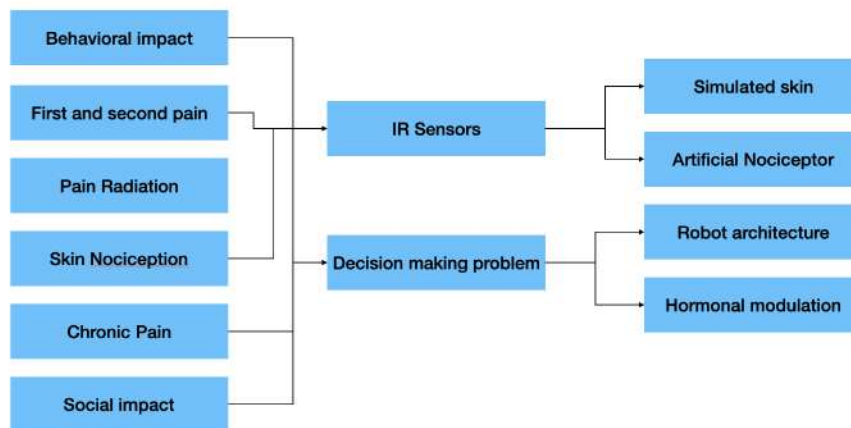 Behavioral impact
First and second pain
Pain Radiation
Skin Nociception
Chronic Pain
Social impact
IR Sensors
Decision making problem
Simulated skin
Artificial Nociceptor
Robot architecture
Hormonal modulation